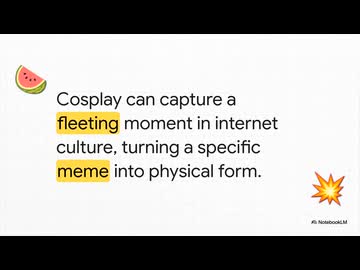 Cosplay can capture a
fleeting moment in internet
culture, turning a specific
meme into physical form.
NotebookLM